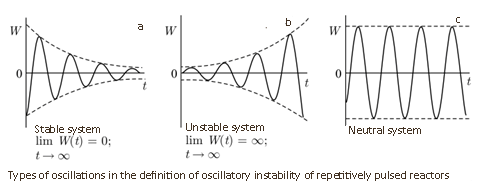 a
b
c
W
W
W
0
0
0
t
t
t
Stable system
lim W(t) = 0;
t → ∞
Unstable system
lim W(t) = ∞;
t → ∞
Neutral system
Types of oscillations in the definition of oscillatory instability of repetitively pulsed reactors